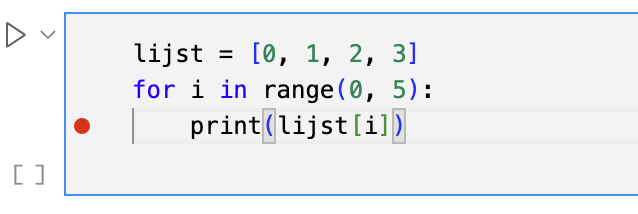 lijst = [0, 1, 2, 3]
for i in range(0, 5):
    print(lijst[i])
[ ]